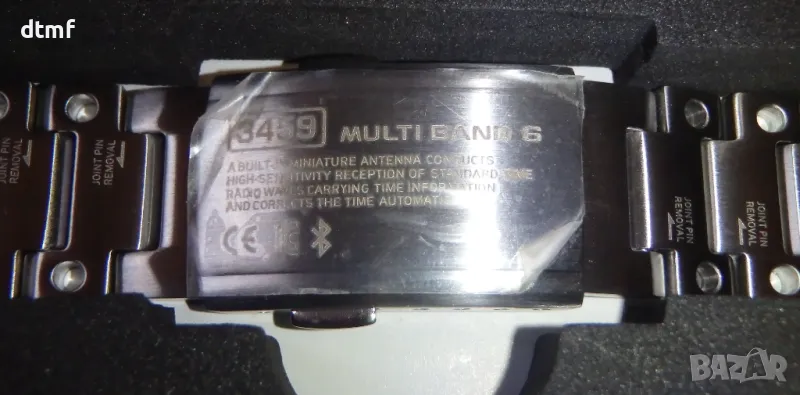 dtmf
3459 MULTI BAND 6
A BUILT-IN MINIATURE ANTENNA CONDUCTS
HIGH-SENSITIVITY RECEPTION OF STANDARD TIME
RADIO WAVES CARRYING TIME INFORMATION
AND CORRECTS THE TIME AUTOMATICALLY
CE
JOINT PIN
REMOVAL
JOINT PIN
REMOVAL
JOINT PIN
REMOVAL
JOINT PIN
REMOVAL
BAZAR